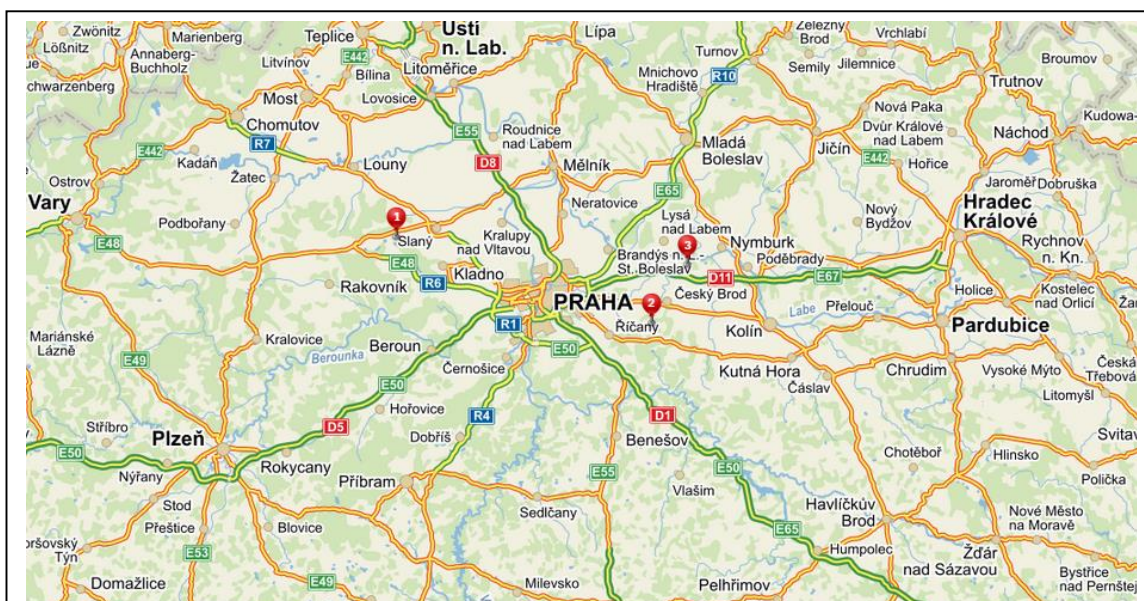 Zwönitz
Marienberg
Teplice
Ústí
n. Lab.
Lípa
Železný
Brod
Vrchlabí
Lößnitz
Annaberg-
Buchholz
Litvínov
E442
Bílina
Litoměřice
Turnov
Semily
Jilemnice
Trutnov
Broumov
chwarzenberg
Most
Lovosice
Mnichovo
Hradiště
R10
Chomutov
E55
Roudnice
nad Labem
Nová Paka
Dvůr Králové
nad Labem
Náchod
Kudowa-
E442
R7
Kadaň
Louny
D8
Mělník
Mladá
Boleslav
Jičín
E442
Hořice
Ostrov
Žatec
E65
Jaroměř
Dobruška
Vary
Podbořany
1
Slaný
Neratovice
Kralupy
nad Vltavou
Lysá
nad Labem
3
Nový
Bydžov
Hradec
Králové
E48
E48
Kladno
Brandýs n.
St. Boleslav
Nymburk
Poděbrady
Rychnov
n. Kn.
Rakovník
R6
D11
E67
PRAHA
2
Český Brod
Přelouč
Holice
Kostelec
nad Orlicí
Mariánské
Lázně
Kralovice
R1
Říčany
Kolín
Labe
Pardubice
E49
Berounka
Beroun
Černošice
E50
Kutná Hora
Čáslav
Chrudim
Vysoké Mýto
Česká
Třebová
E50
Hořovice
R4
D1
Litomyšl
Stříbro
Plzeň
D5
Dobříš
Benešov
Chotěboř
Svitav
E50
Nýřany
Rokycany
Příbram
E55
E50
Hlinsko
Polička
Stod
Vlašim
Přeštice
Blovice
Sedlčany
Havlíčkův
Brod
Nové Město
na Moravě
oršovský
Týn
E53
E65
Humpolec
Žďár
nad Sázavou
Bystřice
nad Pernšte
Domažlice
E49
Milevsko
Pelhřimov